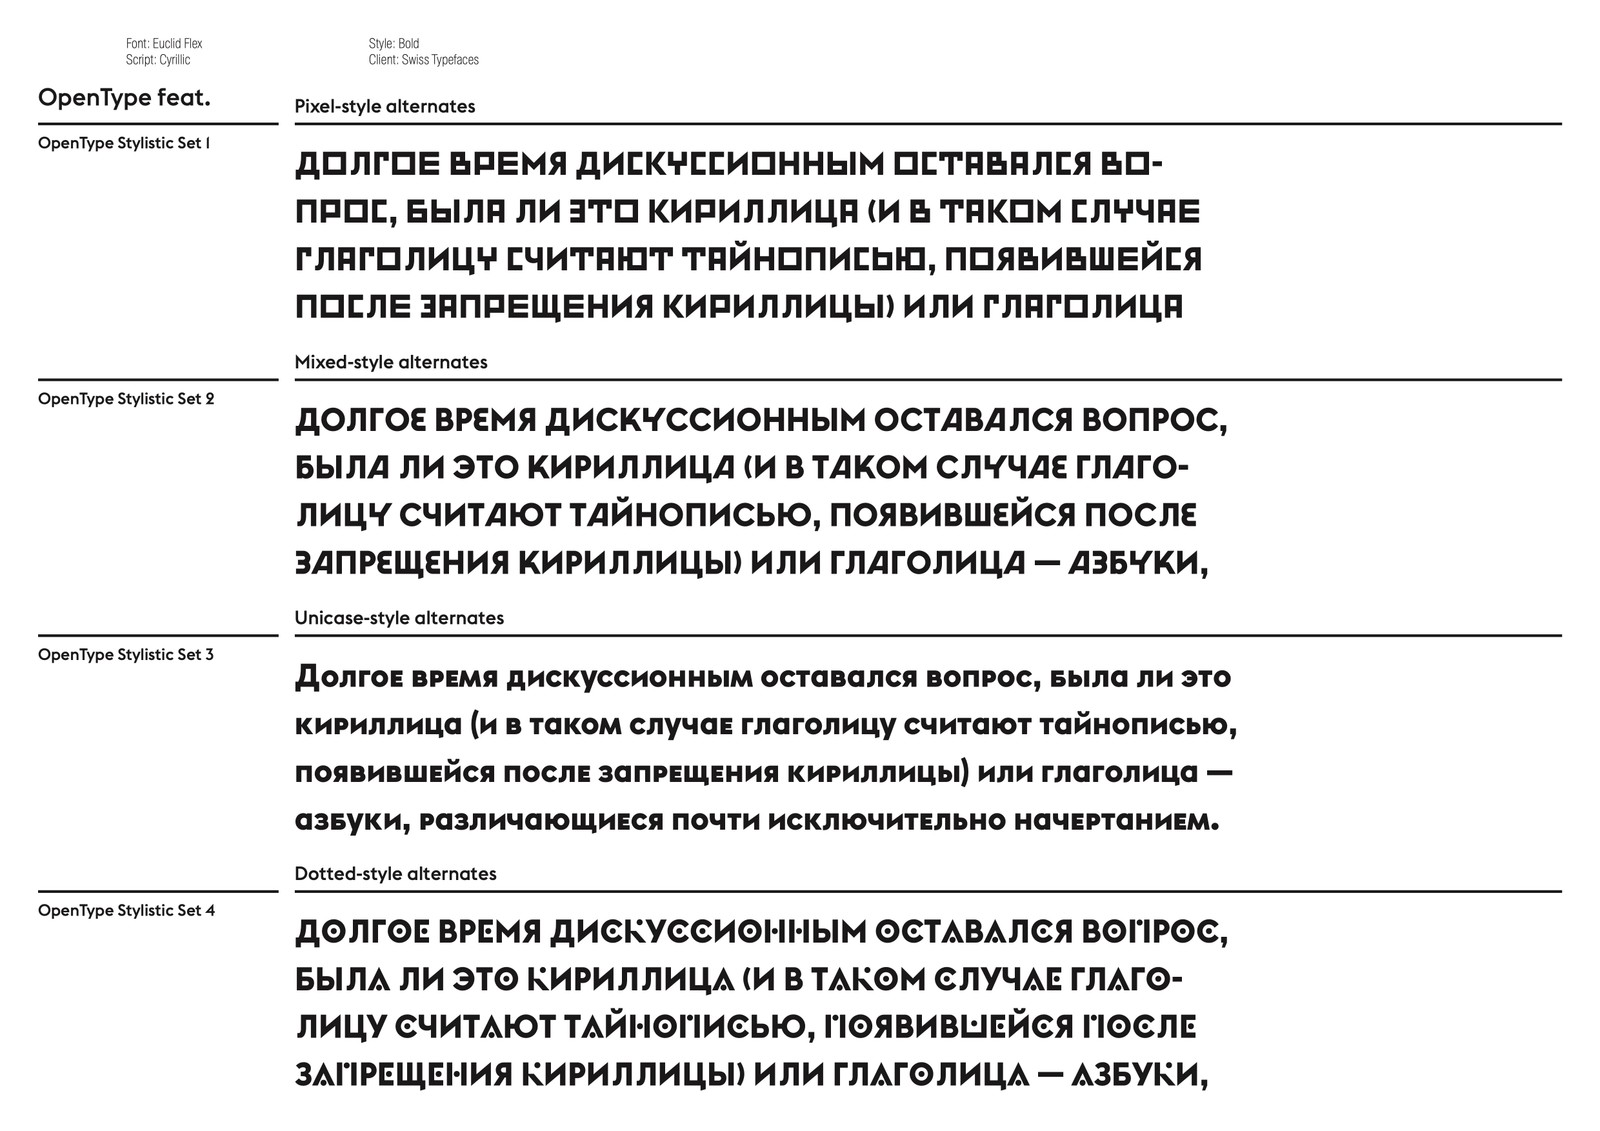 Font: Euclid Flex
Script: Cyrillic
Style: Bold
Client: Swiss Typefaces
OpenType feat.
Pixel-style alternates
OpenType Stylistic Set 1
ДОЛГОЕ ВРЕМЯ ДИСКУССИОННЫМ ОСТАВАЛСЯ ВО-
ПРОС, БЫЛА ЛИ ЭТО КИРИЛЛИЦА (И В ТАКОМ СЛУЧАЕ
ГЛАГОЛИЦУ СЧИТАЮТ ТАЙНОПИСЬЮ, ПОЯВИВШЕЙСЯ
ПОСЛЕ ЗАПРЕЩЕНИЯ КИРИЛЛИЦЫ) ИЛИ ГЛАГОЛИЦА
Mixed-style alternates
OpenType Stylistic Set 2
ДОЛГОЕ ВРЕМЯ ДИСКУССИОННЫМ ОСТАВАЛСЯ ВОПРОС,
БЫЛА ЛИ ЭТО КИРИЛЛИЦА (И В ТАКОМ СЛУЧАЕ ГЛАГО-
ЛИЦУ СЧИТАЮТ ТАЙНОПИСЬЮ, ПОЯВИВШЕЙСЯ ПОСЛЕ
ЗАПРЕЩЕНИЯ КИРИЛЛИЦЫ) ИЛИ ГЛАГОЛИЦА — АЗБУКИ,
Unicase-style alternates
OpenType Stylistic Set 3
Долгое время дискуссионным оставался вопрос, была ли это
кириллица (и в таком случае глаголицу считают тайнописью,
появившейся после запрещения кириллицы) или глаголица —
азбуки, различающиеся почти исключительно начертанием.
Dotted-style alternates
OpenType Stylistic Set 4
ДОЛГОЕ ВРЕМЯ ДИСКУССИОННЫМ ОСТАВАЛСЯ ВОПРОС,
БЫЛА ЛИ ЭТО КИРИЛЛИЦА (И В ТАКОМ СЛУЧАЕ ГЛАГО-
ЛИЦУ СЧИТАЮТ ТАЙНОПИСЬЮ, ПОЯВИВШЕЙСЯ ПОСЛЕ
ЗАПРЕЩЕНИЯ КИРИЛЛИЦЫ) ИЛИ ГЛАГОЛИЦА — АЗБУКИ,